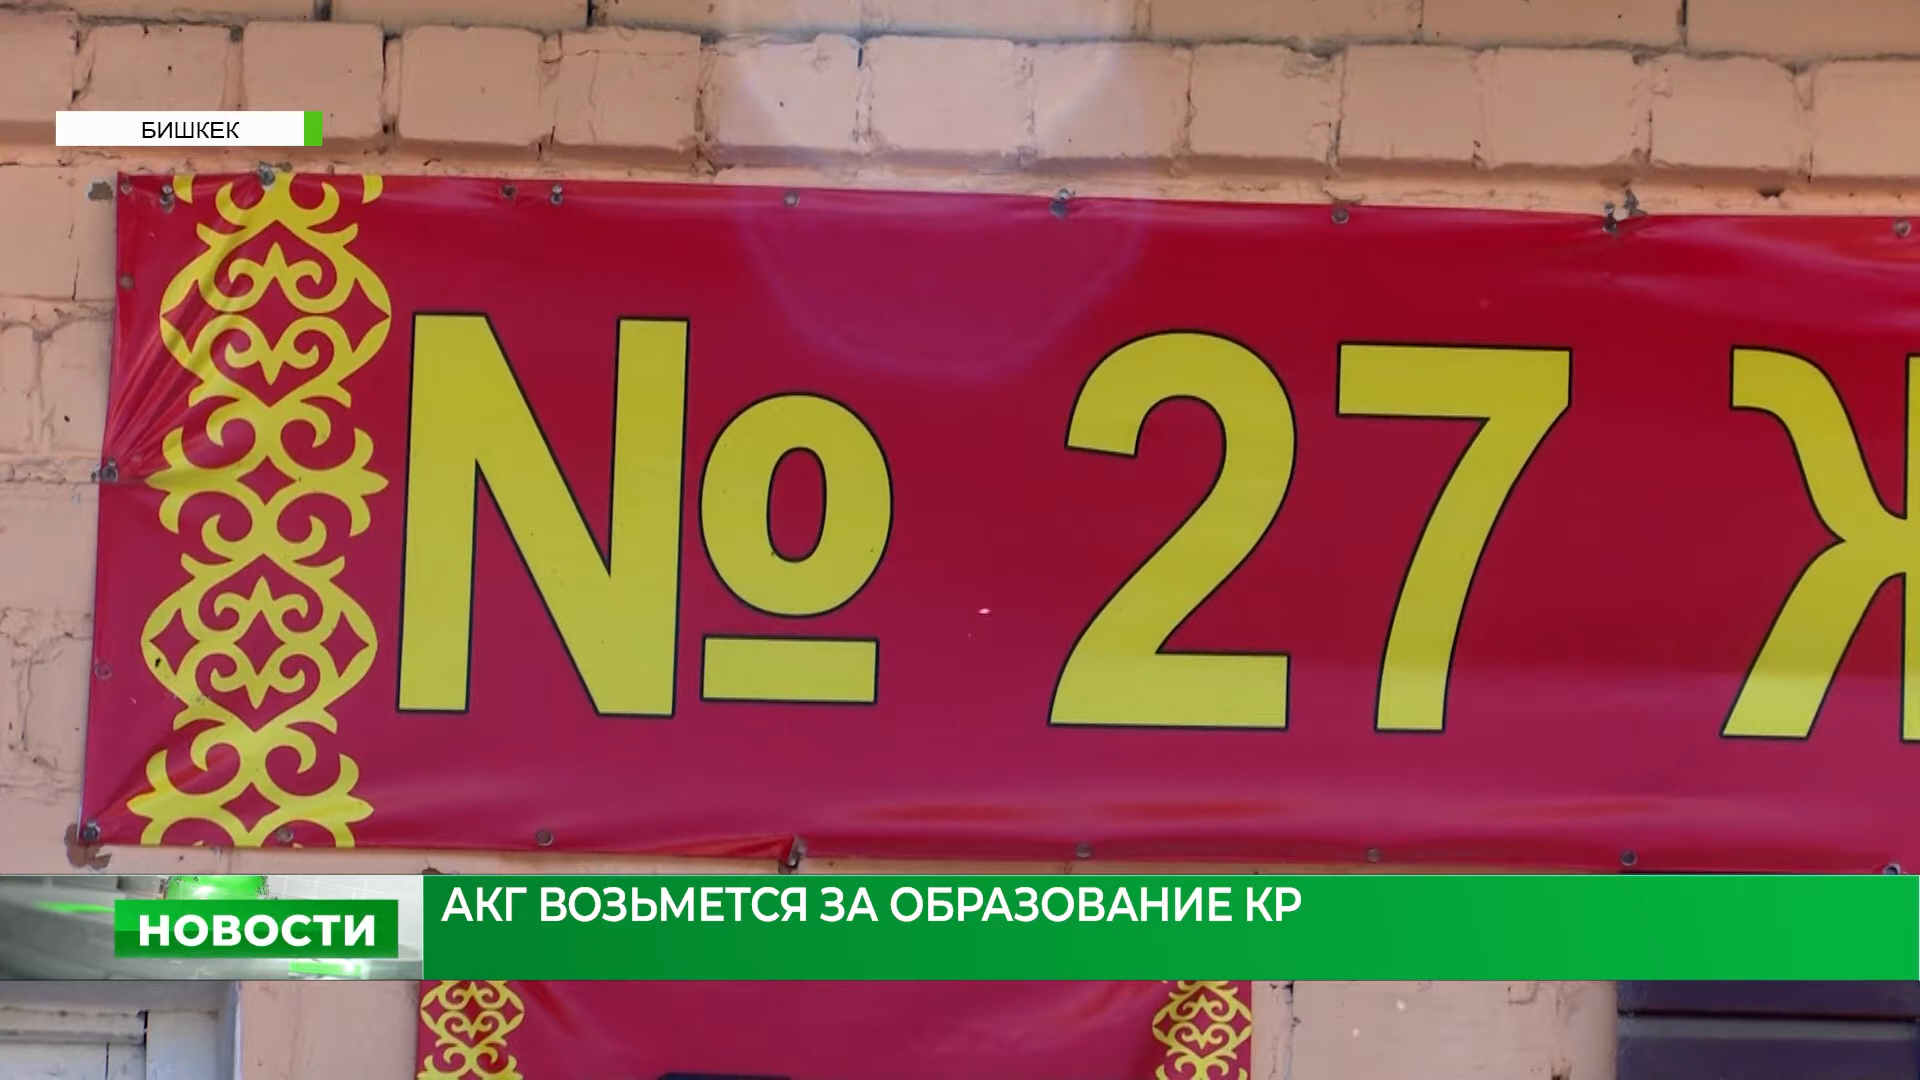 БИШКЕК
№ 27 Ж
НОВОСТИ
АКГ ВОЗЬМЕТСЯ ЗА ОБРАЗОВАНИЕ КР